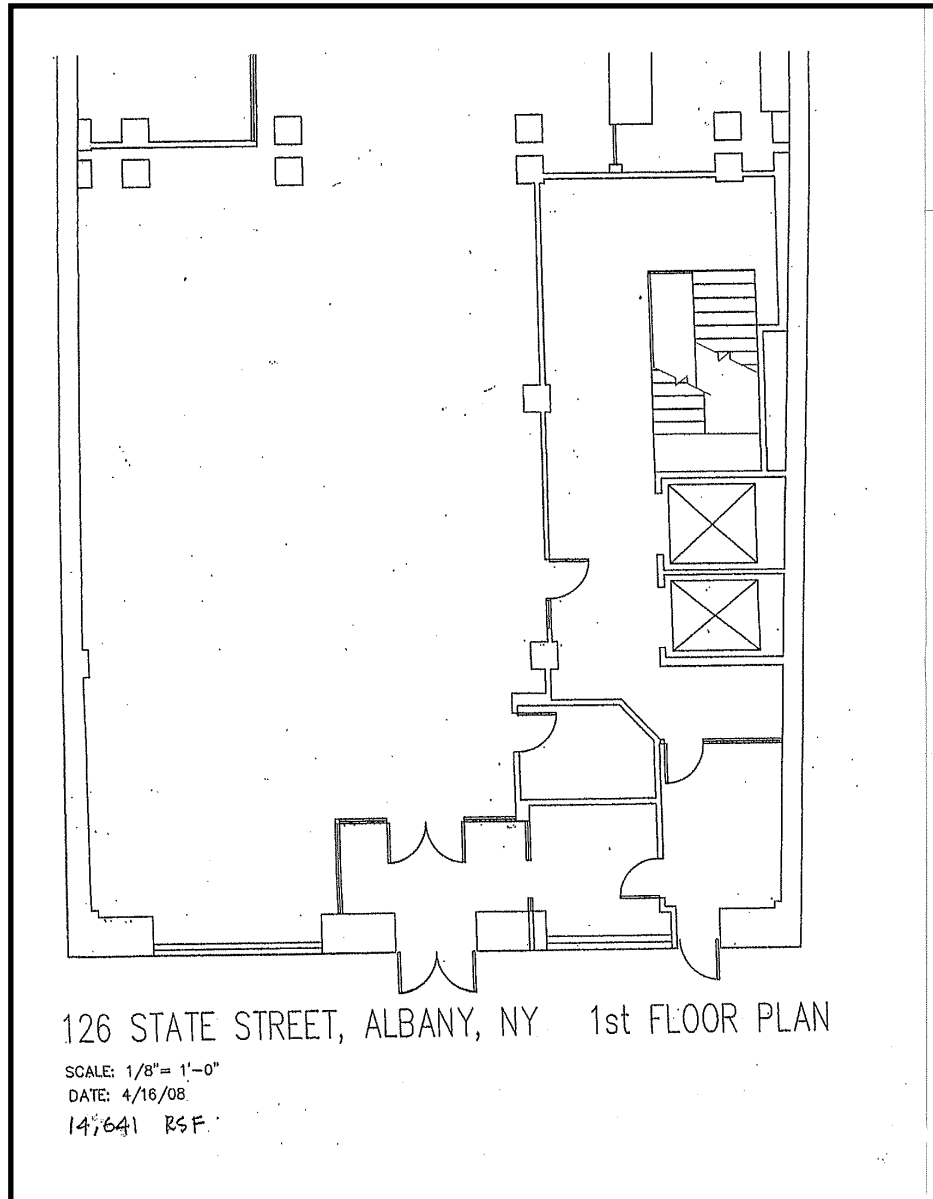 126 STATE STREET, ALBANY, NY 1st FLOOR PLAN
SCALE: 1/8"= 1'-0"
DATE: 4/16/08
14,641 RSF